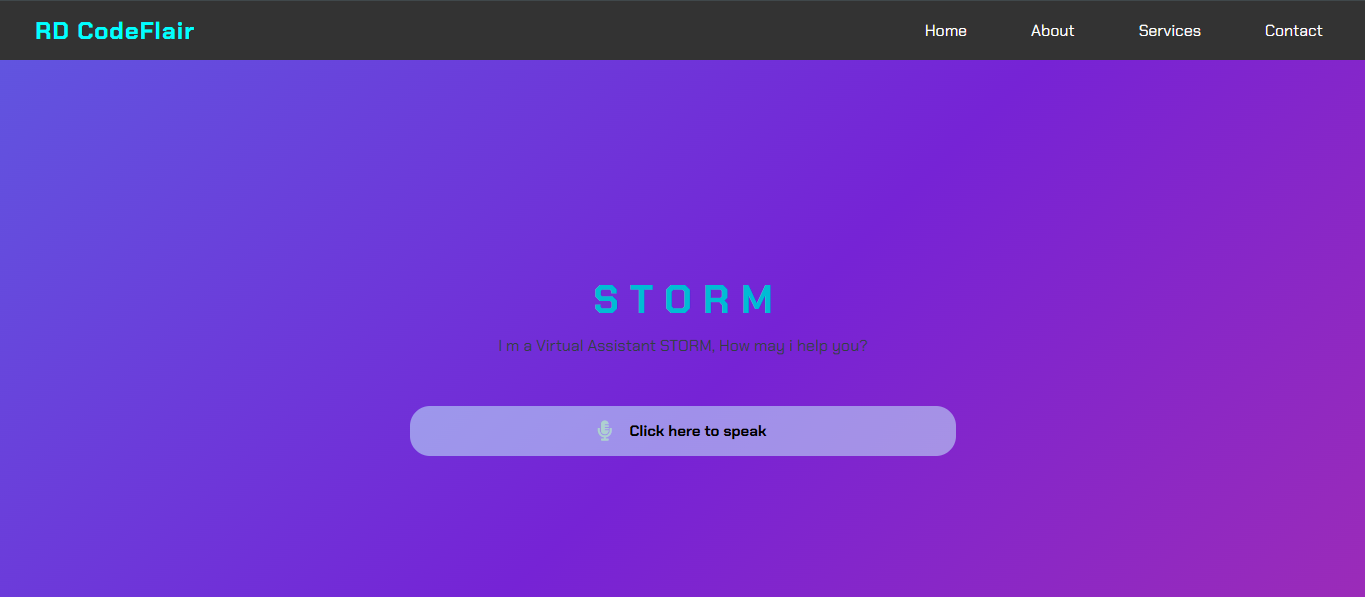 RD CodeFlair
Home About Services Contact
STORM
I m a Virtual Assistant STORM, How may i help you?
Click here to speak